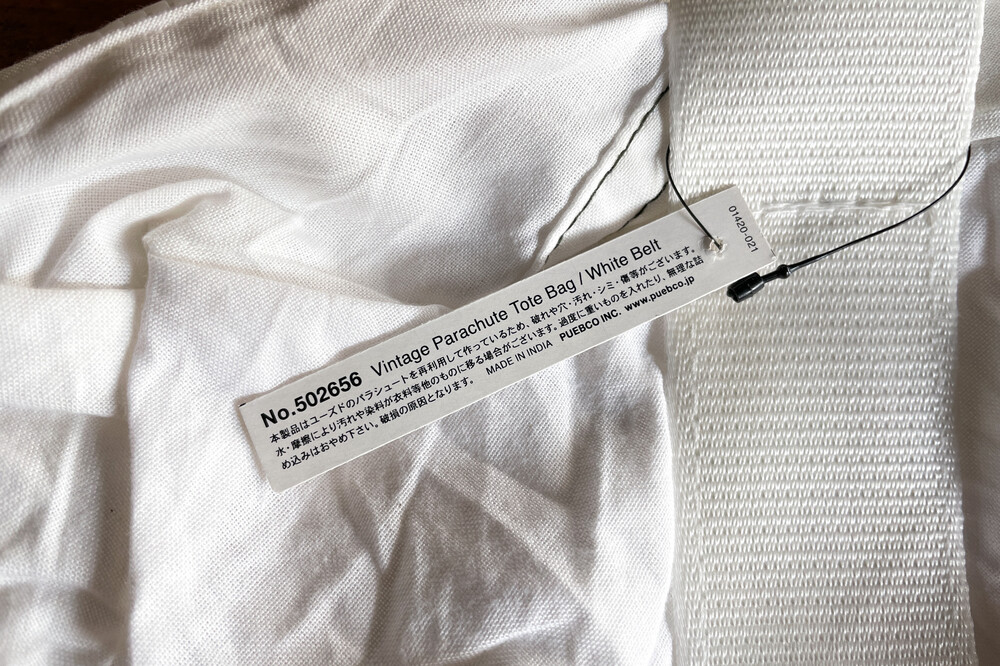 No.502656 Vintage Parachute Tote Bag / White Belt
本製品はユーズドのパラシュートを再利用して作っているため、破れや穴・汚れ・シミ・傷等がございます。
水・摩擦により汚れや染料が衣料等他のものに移る場合がございます。過度に重いものを入れたり、無理な詰
め込みはおやめ下さい。破損の原因となります。 MADE IN INDIA PUEBCO INC. www.puebco.jp
01420-021